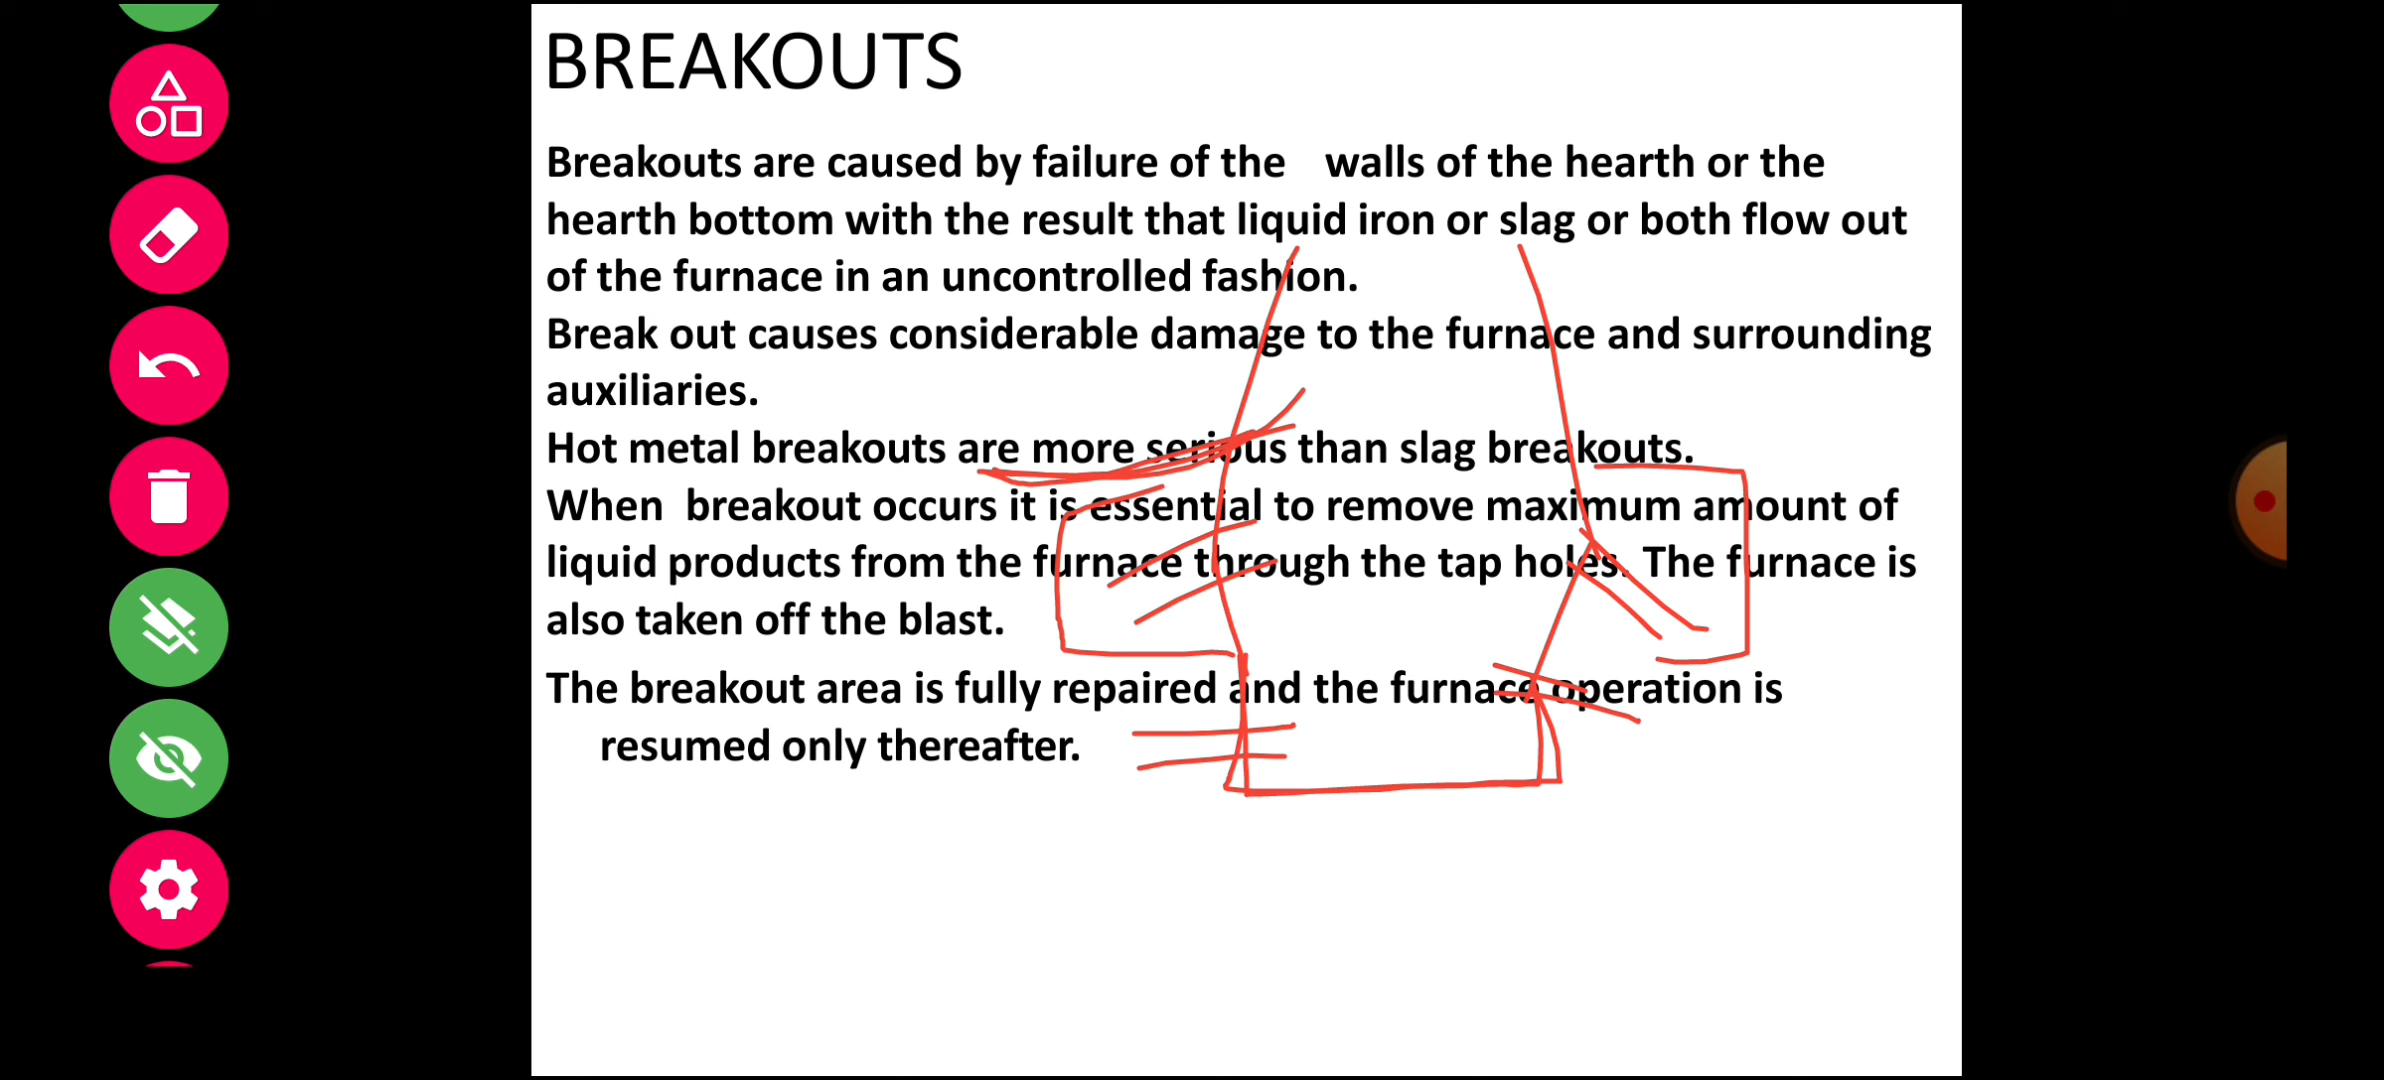 BREAKOUTS
Breakouts are caused by failure of the walls of the hearth or the
hearth bottom with the result that liquid iron or slag or both flow out
of the furnace in an uncontrolled fashion.
Break out causes considerable damage to the furnace and surrounding
auxiliaries.
Hot metal breakouts are more serious than slag breakouts.
When breakout occurs it is essential to remove maximum amount of
liquid products from the furnace through the tap holes. The furnace is
also taken off the blast.
The breakout area is fully repaired and the furnace operation is
resumed only thereafter.